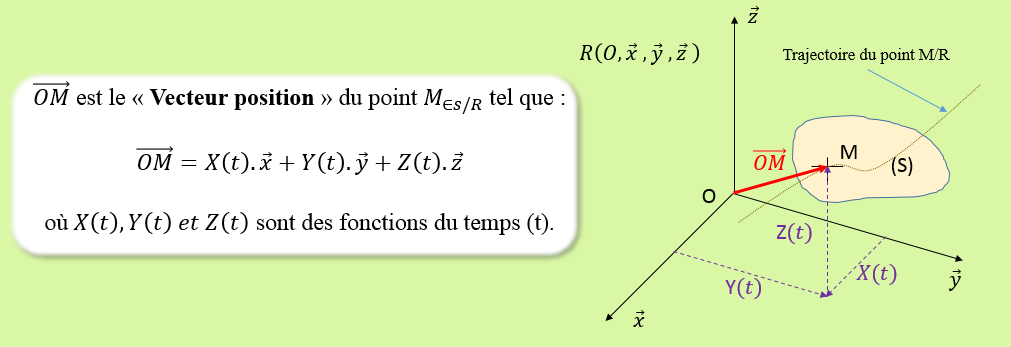 $\overrightarrow{OM}$ est le « Vecteur position » du point $M_{\in s/R}$ tel que :
$\overrightarrow{OM} = X(t).\vec{x} + Y(t).\vec{y} + Z(t).\vec{z}$
où $X(t), Y(t)$ et $Z(t)$ sont des fonctions du temps (t).
$\vec{z}$
$R(O, \vec{x}, \vec{y}, \vec{z})$
Trajectoire du point M/R
$\overrightarrow{OM}$
M
(S)
O
Z(t)
Y(t)
X(t)
$\vec{y}$
$\vec{x}$